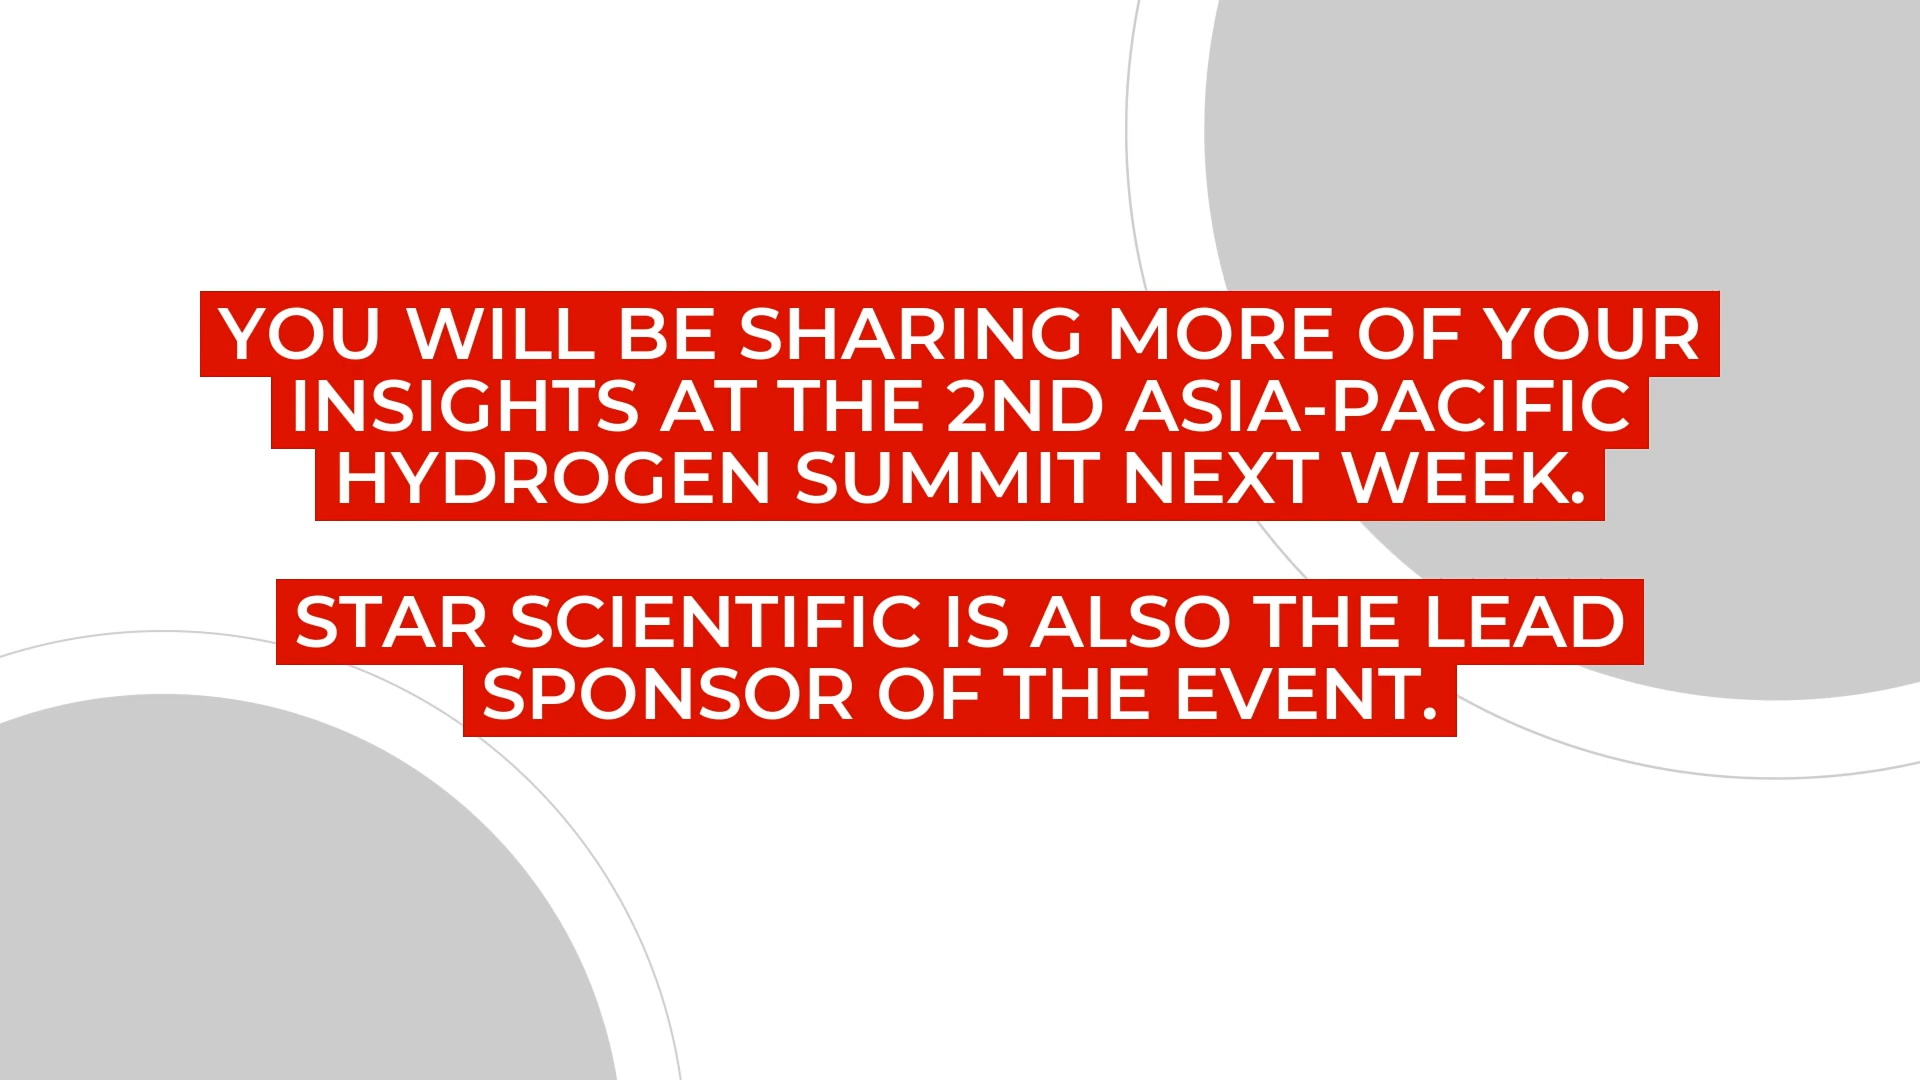 YOU WILL BE SHARING MORE OF YOUR
INSIGHTS AT THE 2ND ASIA-PACIFIC
HYDROGEN SUMMIT NEXT WEEK.
STAR SCIENTIFIC IS ALSO THE LEAD
SPONSOR OF THE EVENT.